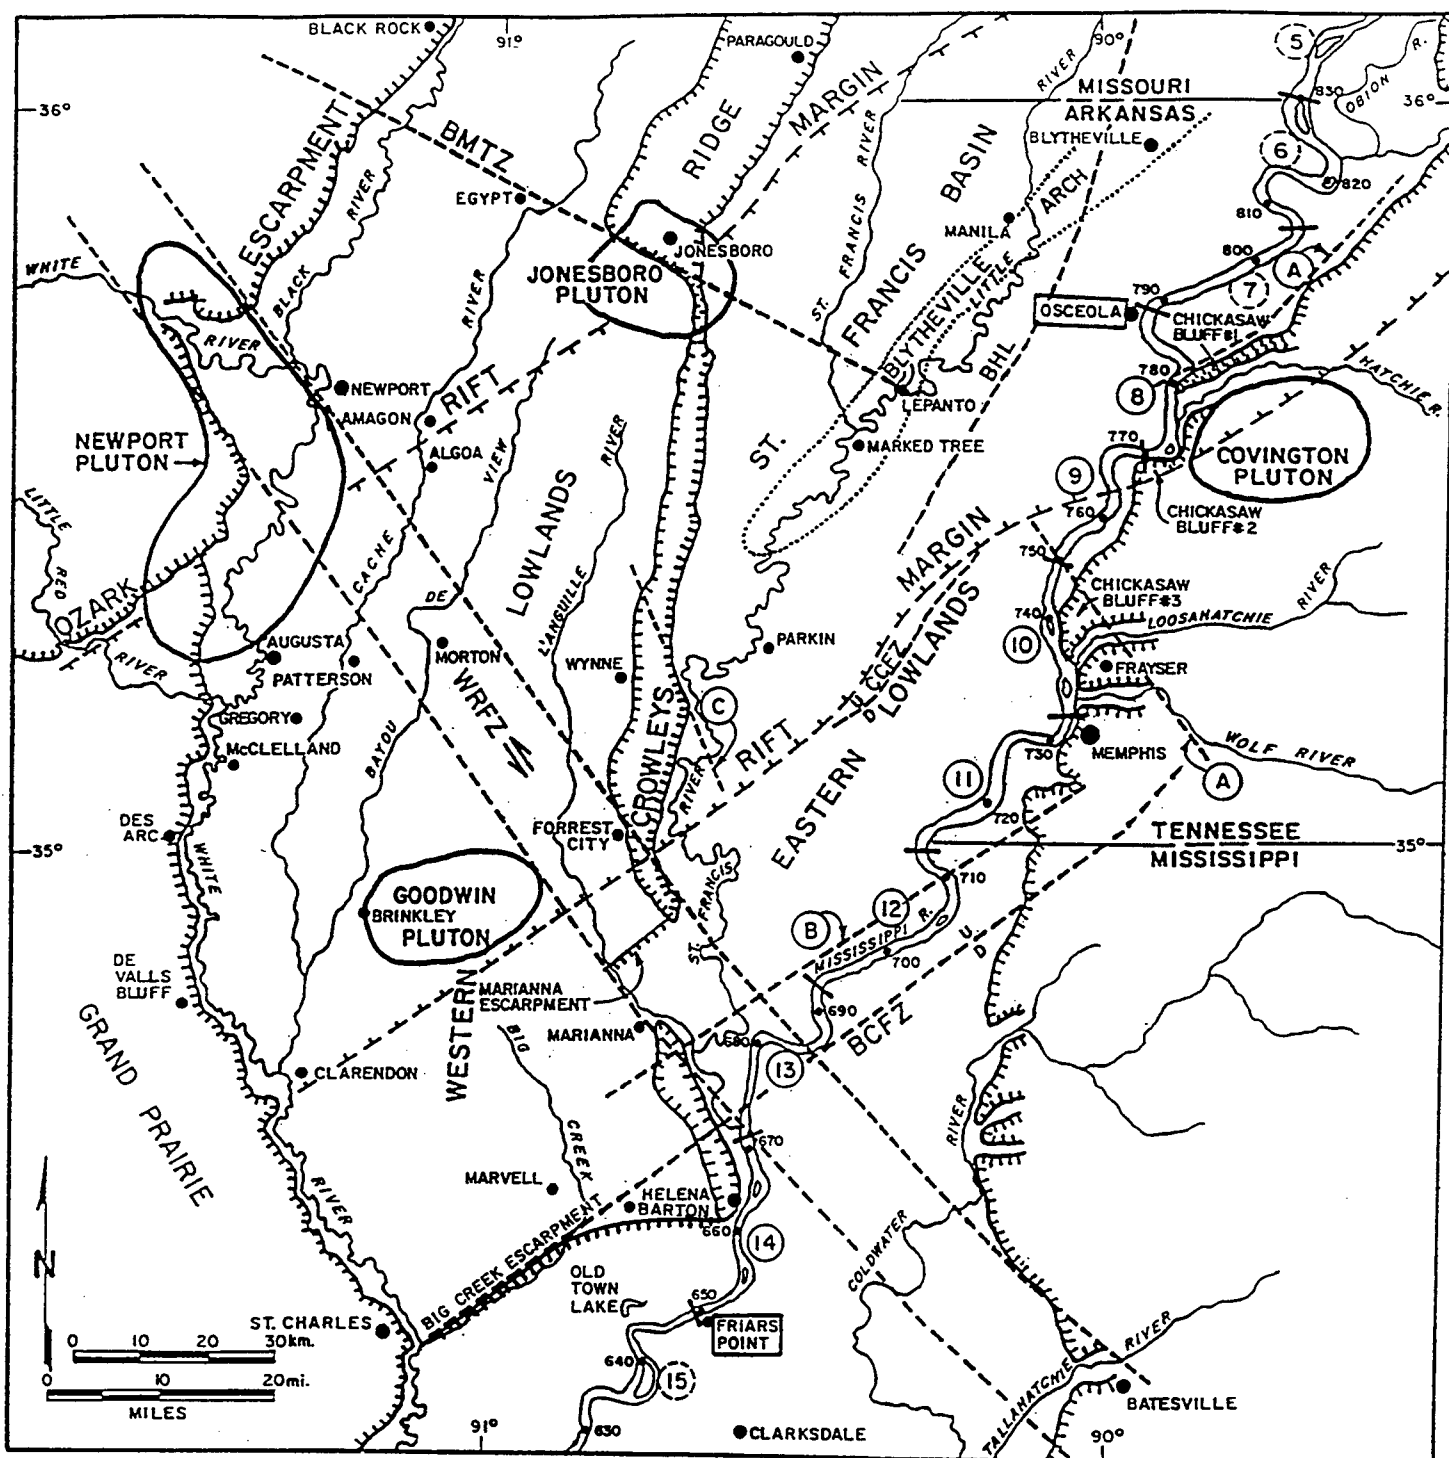 BLACK ROCK
91°
PARAGOULD
90°
5
OBION R.
830
36°
36°
MISSOURI
ARKANSAS
BLYTHEVILLE
RIVER
ESCARPMENT
BMTZ
RIDGE
MARGIN
ST. FRANCIS RIVER
BASIN
ARCH
6
820
810
800
BLACK RIVER
EGYPT
MANILA
JONESBORO
JONESBORO
PLUTON
WHITE
RIVER
RIVER
FRANCIS
BLYTHEVILLE
LITTLE
A
7
790
OSCEOLA
CHICKASAW
BLUFF#1
780
8
HATCHIE R.
BHL
NEWPORT
AMAGON
RIFT
LEPANTO
MARKED TREE
ST.
NEWPORT
PLUTON
ALGOA
VIEW
RIVER
770
COVINGTON
PLUTON
9
760
CHICKASAW
BLUFF#2
LITTLE
RED
RIVER
CACHE
LOWLANDS
MARGIN
750
CHICKASAW
BLUFF#3
RIVER
OZARK
DE
L'ANGUILLE
LOWLANDS
740
LOOSAHATCHIE
10
AUGUSTA
PATTERSON
MORTON
WYNNE
PARKIN
FRAYSER
GREGORY
WRFZ
CROWLEYS
C
U
D
CCEZ
McCLELLAND
BAYOU
RIFT
RIVER
730
MEMPHIS
WOLF RIVER
A
EASTERN
11
720
DES
ARC
FORREST
CITY
TENNESSEE
MISSISSIPPI
35°
35°
WHITE
GOODWIN
PLUTON
BRINKLEY
710
ST. FRANCIS
B
12
MISSISSIPPI R.
U
D
700
DE
VALLS
BLUFF
MARIANNA
ESCARPMENT
WESTERN
690
BCFZ
MARIANNA
BIG
CREEK
680
13
GRAND PRAIRIE
CLARENDON
RIVER
670
MARVELL
HELENA
BARTON
660
14
COLDWATER
RIVER
BIG CREEK ESCARPMENT
OLD
TOWN
LAKE
650
FRIARS
POINT
N
ST. CHARLES
0 10 20 30 km.
0 10 20 mi.
MILES
640
15
630
CLARKSDALE
TALLAHATCHIE
RIVER
BATESVILLE
91°
90°